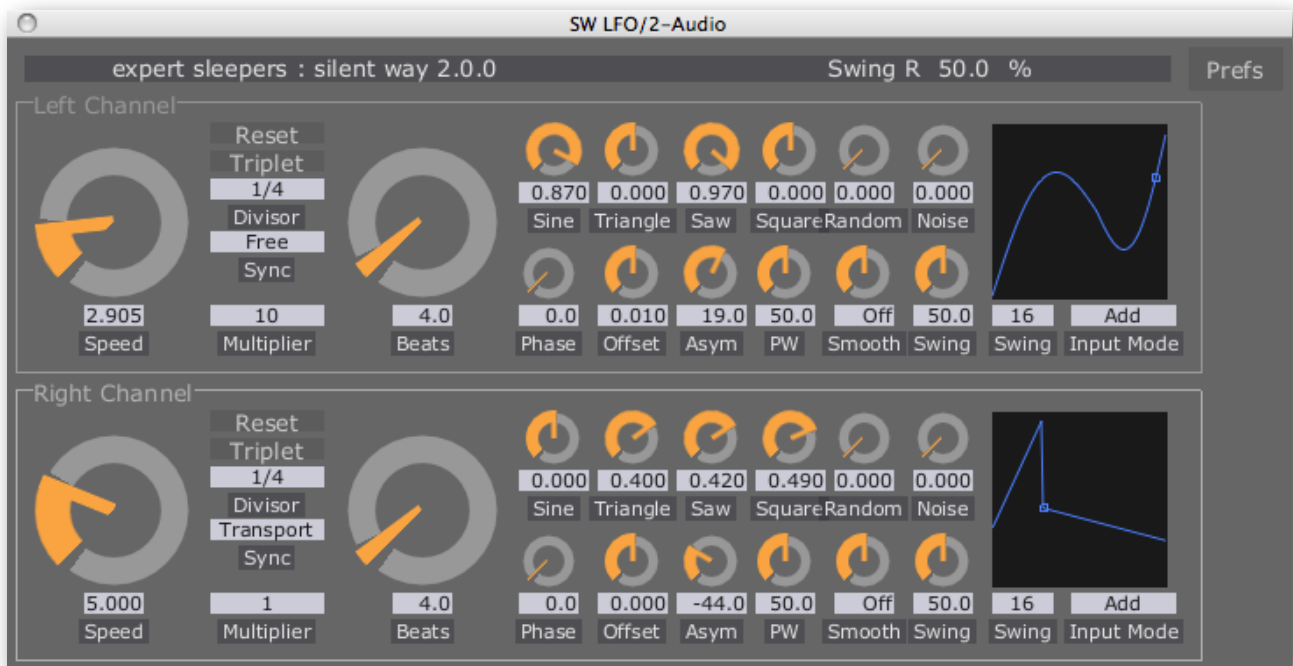 SW LFO/2-Audio
expert sleepers : silent way 2.0.0 Swing R 50.0 % Prefs
Left Channel
Reset
Triplet
1/4
Divisor
Free
Sync
0.870 0.000 0.970 0.000 0.000 0.000
Sine Triangle Saw Square Random Noise
2.905 10 4.0 0.0 0.010 19.0 50.0 Off 50.0 16 Add
Speed Multiplier Beats Phase Offset Asym PW Smooth Swing Swing Input Mode
Right Channel
Reset
Triplet
1/4
Divisor
Transport
Sync
0.000 0.400 0.420 0.490 0.000 0.000
Sine Triangle Saw Square Random Noise
5.000 1 4.0 0.0 0.000 -44.0 50.0 Off 50.0 16 Add
Speed Multiplier Beats Phase Offset Asym PW Smooth Swing Swing Input Mode